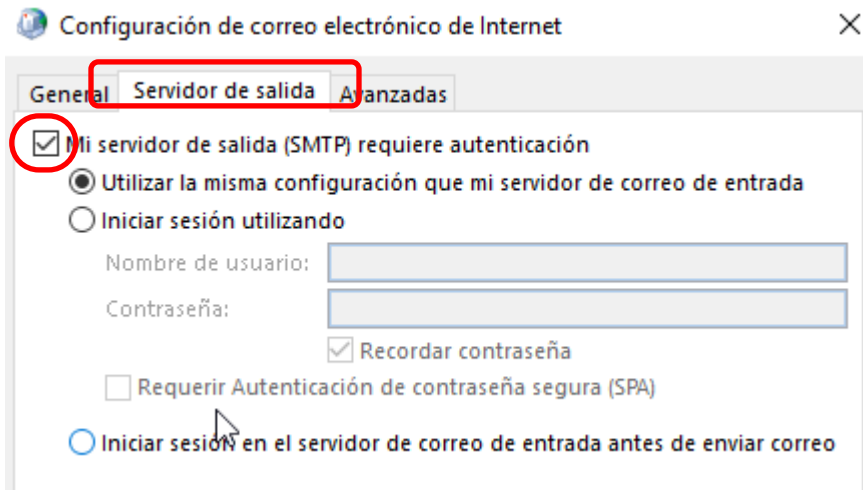 Configuración de correo electrónico de Internet
General Servidor de salida Avanzadas
Mi servidor de salida (SMTP) requiere autenticación
Utilizar la misma configuración que mi servidor de correo de entrada
Iniciar sesión utilizando
Nombre de usuario:
Contraseña:
Recordar contraseña
Requerir Autenticación de contraseña segura (SPA)
Iniciar sesión en el servidor de correo de entrada antes de enviar correo